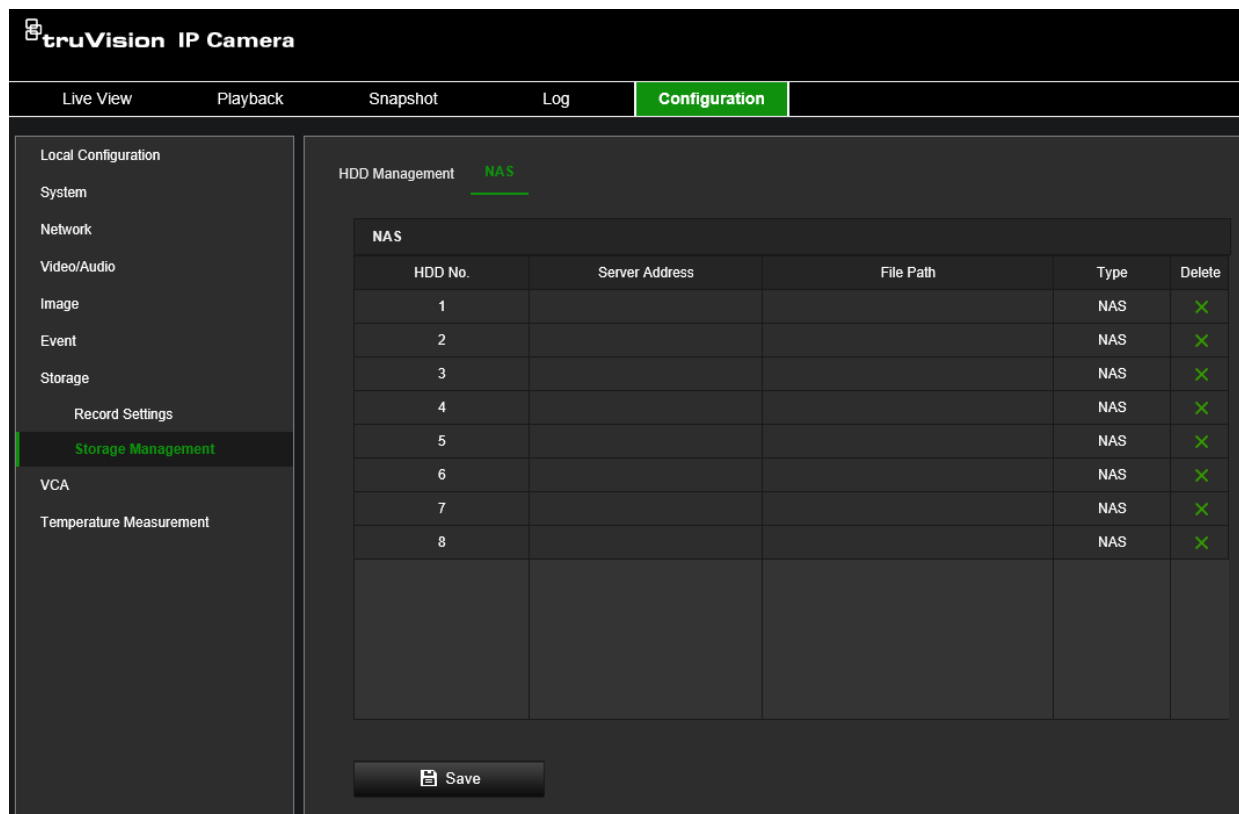 truVision IP Camera
Live View Playback Snapshot Log Configuration
Local Configuration
System
Network
Video/Audio
Image
Event
Storage
Record Settings
Storage Management
VCA
Temperature Measurement
HDD Management NAS
NAS
HDD No. Server Address File Path Type Delete
1 NAS
2 NAS
3 NAS
4 NAS
5 NAS
6 NAS
7 NAS
8 NAS
Save